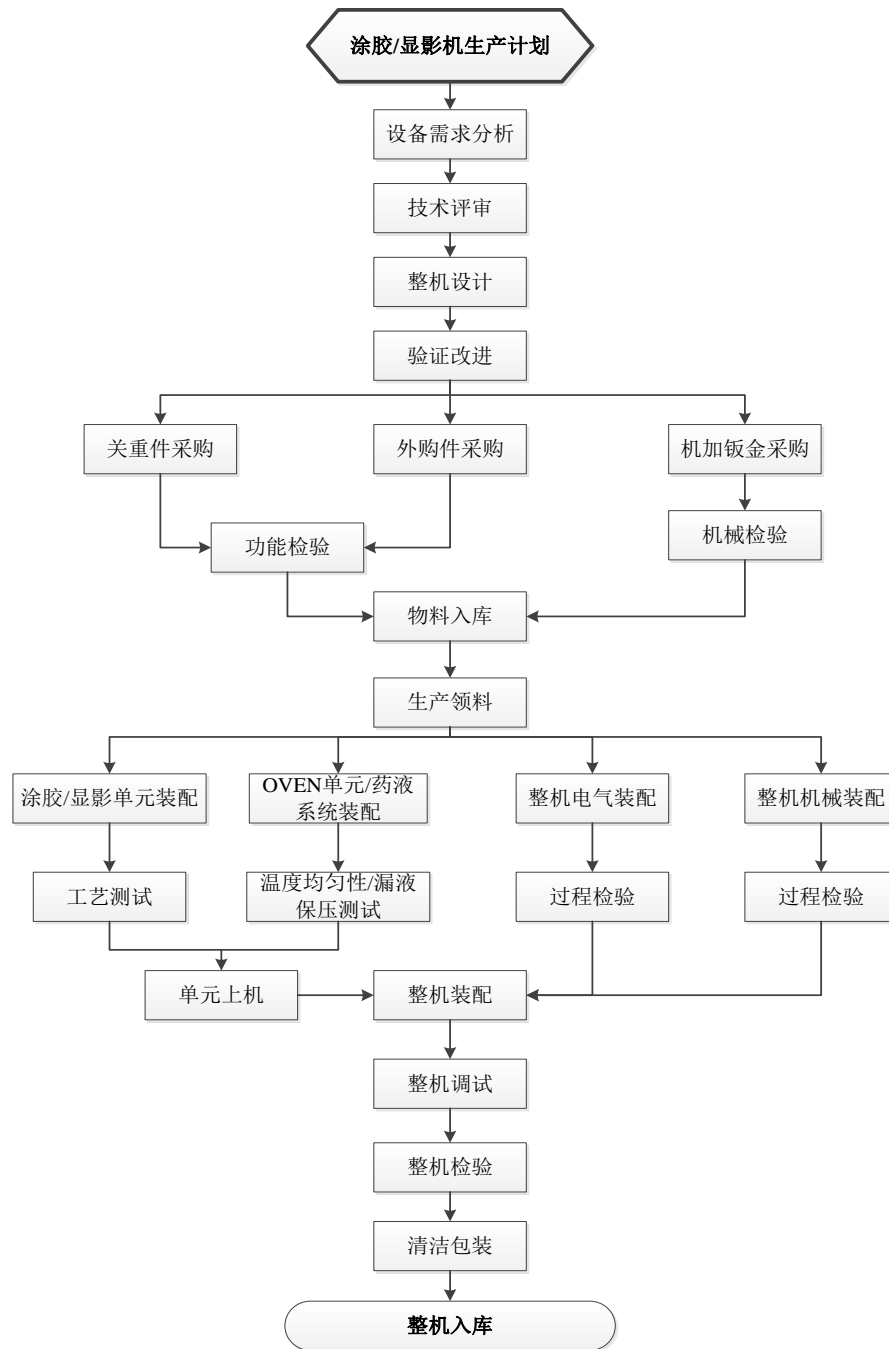 涂胶/显影机生产计划
设备需求分析
技术评审
整机设计
验证改进
关重件采购
外购件采购
机加钣金采购
功能检验
机械检验
物料入库
生产领料
涂胶/显影单元装配
OVEN单元/药液
系统装配
整机电气装配
整机机械装配
工艺测试
温度均匀性/漏液
保压测试
过程检验
过程检验
单元上机
整机装配
整机调试
整机检验
清洁包装
整机入库